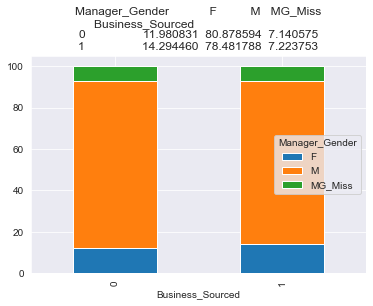 Manager_Gender F M MG_Miss
Business_Sourced
0 11.980831 80.878594 7.140575
1 14.294460 78.481788 7.223753
100
80
60
40
20
0
Manager_Gender
F
M
MG_Miss
0
1
Business_Sourced